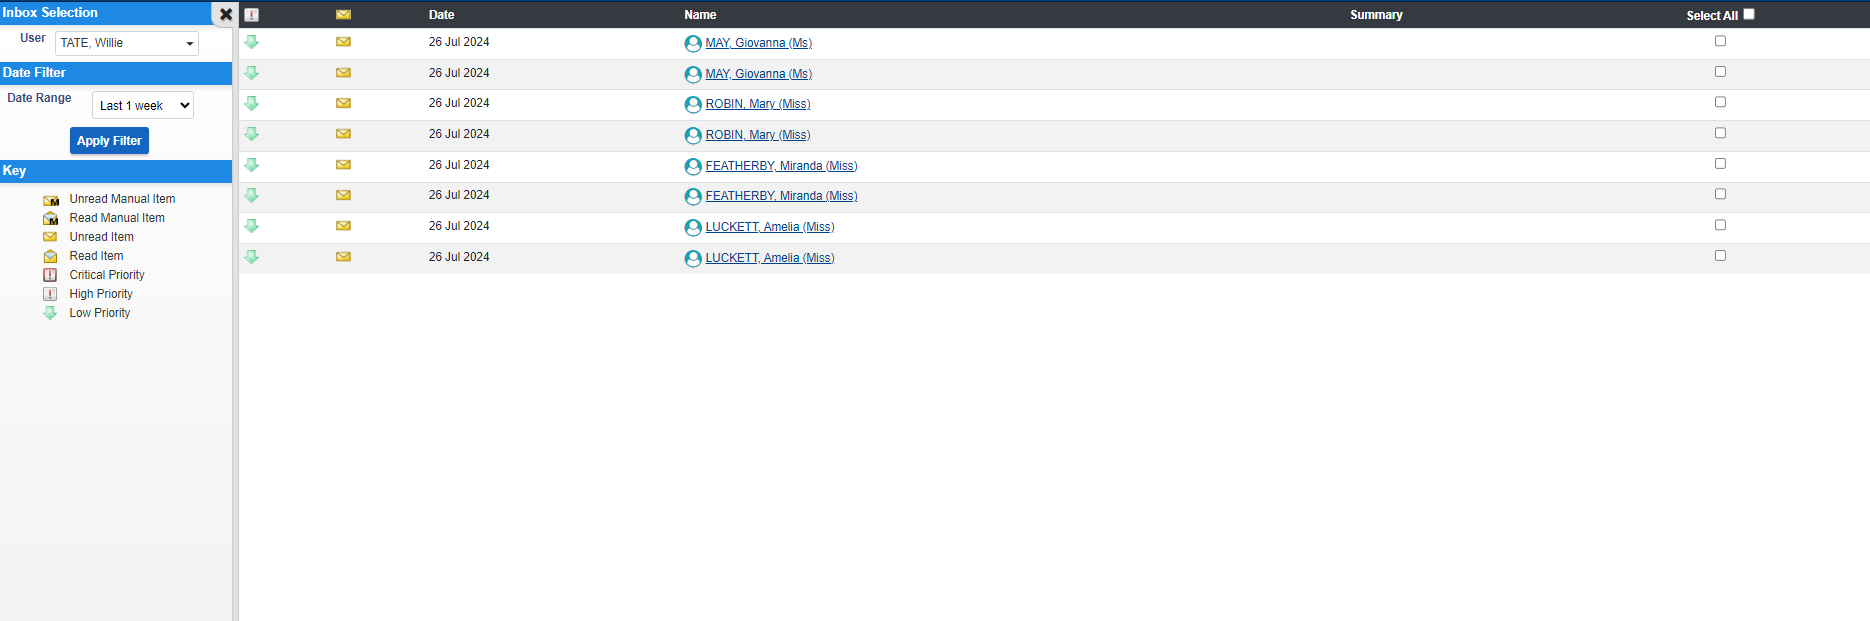 Inbox Selection
User TATE, Willie
Date Filter
Date Range Last 1 week
Apply Filter
Key
M Unread Manual Item
M Read Manual Item
Unread Item
Read Item
Critical Priority
High Priority
Low Priority
Date Name Summary Select All
26 Jul 2024 MAY, Giovanna (Ms)
26 Jul 2024 MAY, Giovanna (Ms)
26 Jul 2024 ROBIN, Mary (Miss)
26 Jul 2024 ROBIN, Mary (Miss)
26 Jul 2024 FEATHERBY, Miranda (Miss)
26 Jul 2024 FEATHERBY, Miranda (Miss)
26 Jul 2024 LUCKETT, Amelia (Miss)
26 Jul 2024 LUCKETT, Amelia (Miss)